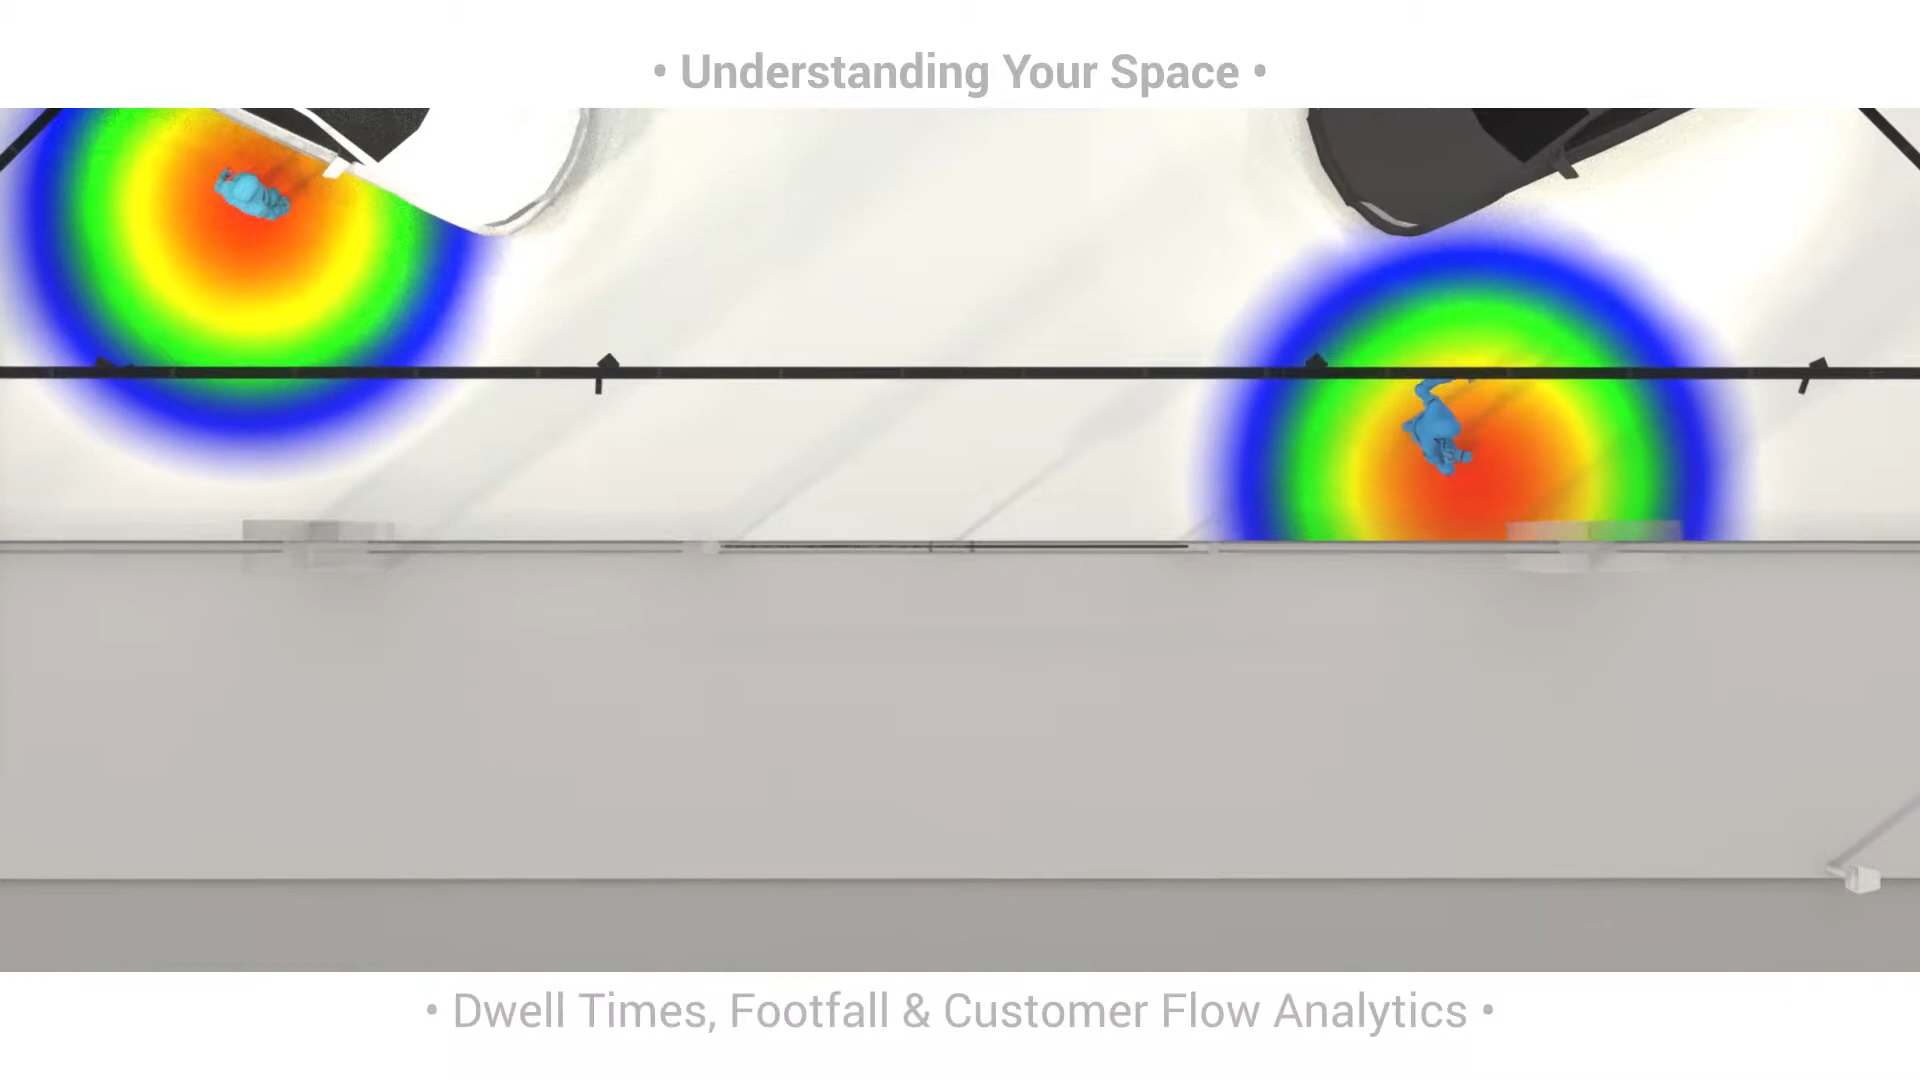 • Understanding Your Space •
• Dwell Times, Footfall & Customer Flow Analytics •